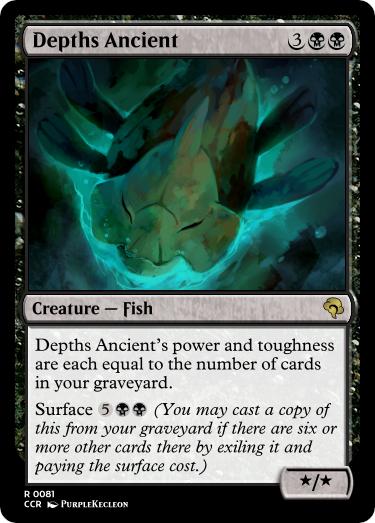 Depths Ancient 3
Creature — Fish
Depths Ancient's power and toughness
are each equal to the number of cards
in your graveyard.
Surface 5 (You may cast a copy of
this from your graveyard if there are six or
more other cards there by exiling it and
paying the surface cost.)
★/★
R 0081
CCR PurpleKecleon